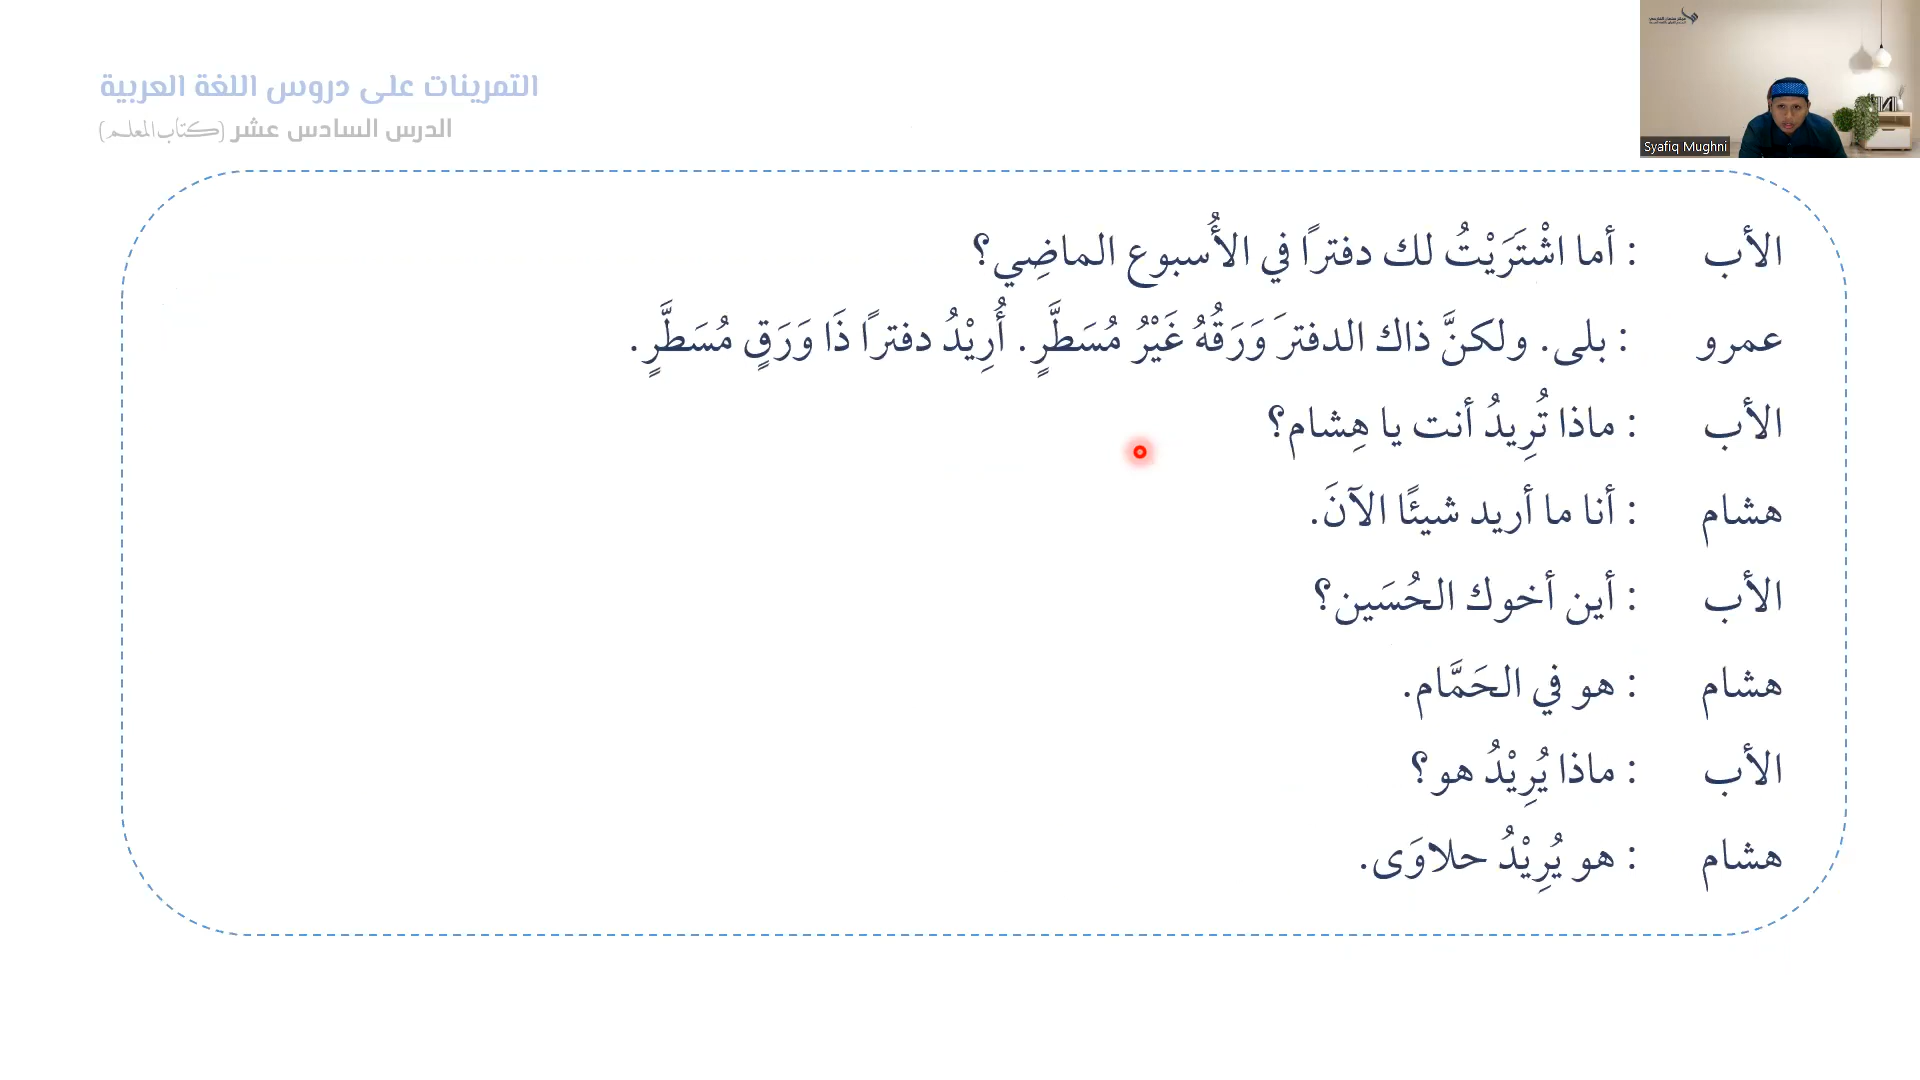 التمرينات على دروس اللغة العربية
الدرس السادس عشر (كتاب المعلم)
Syafiq Mughni
الأب : أما اشْتَرَيْتُ لك دفترًا في الأُسبوع الماضِي؟
عمرو : بلى. ولكنَّ ذاك الدفترَ وَرَقُهُ غَيْرُ مُسَطَّرٍ. أُرِيْدُ دفترًا ذَا وَرَقٍ مُسَطَّرٍ.
الأب : ماذا تُرِيدُ أنت يا هِشام؟
هشام : أنا ما أريد شيئًا الآنَ.
الأب : أين أخوك الحُسَين؟
هشام : هو في الحَمَّام.
الأب : ماذا يُرِيْدُ هو؟
هشام : هو يُرِيْدُ حلاوَى.